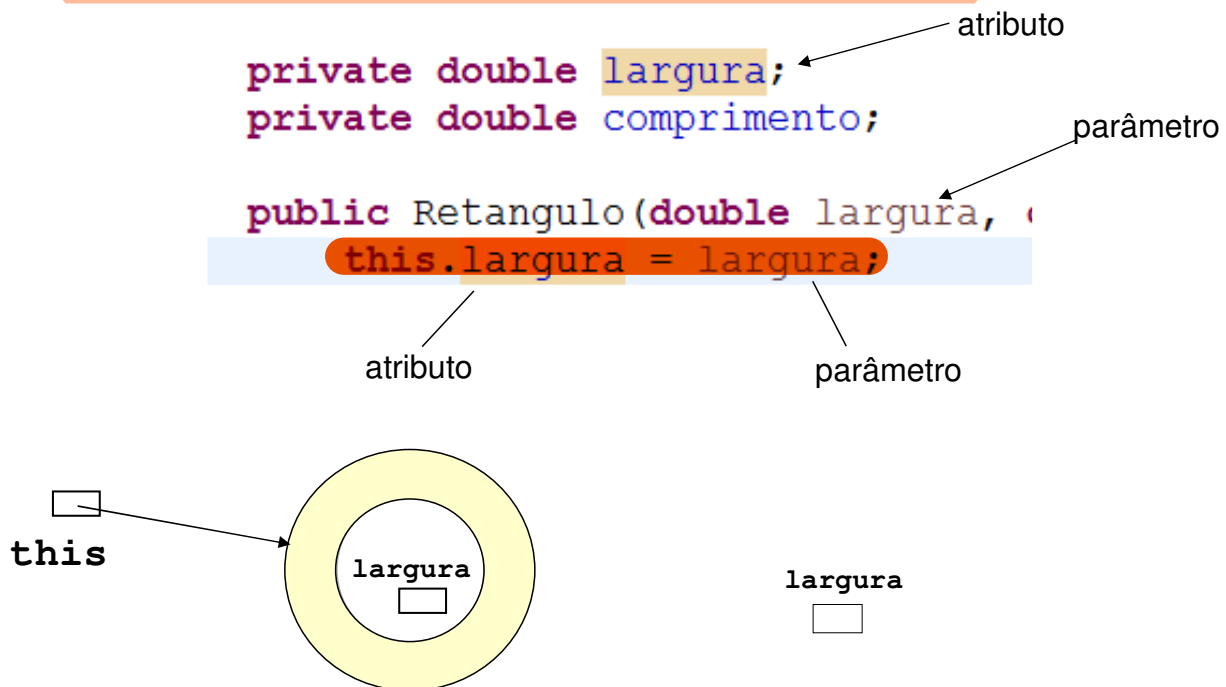 atributo
private double largura;
private double comprimento;
parâmetro
public Retangulo(double largura,
this.largura = largura;
atributo
parâmetro
this
largura
largura